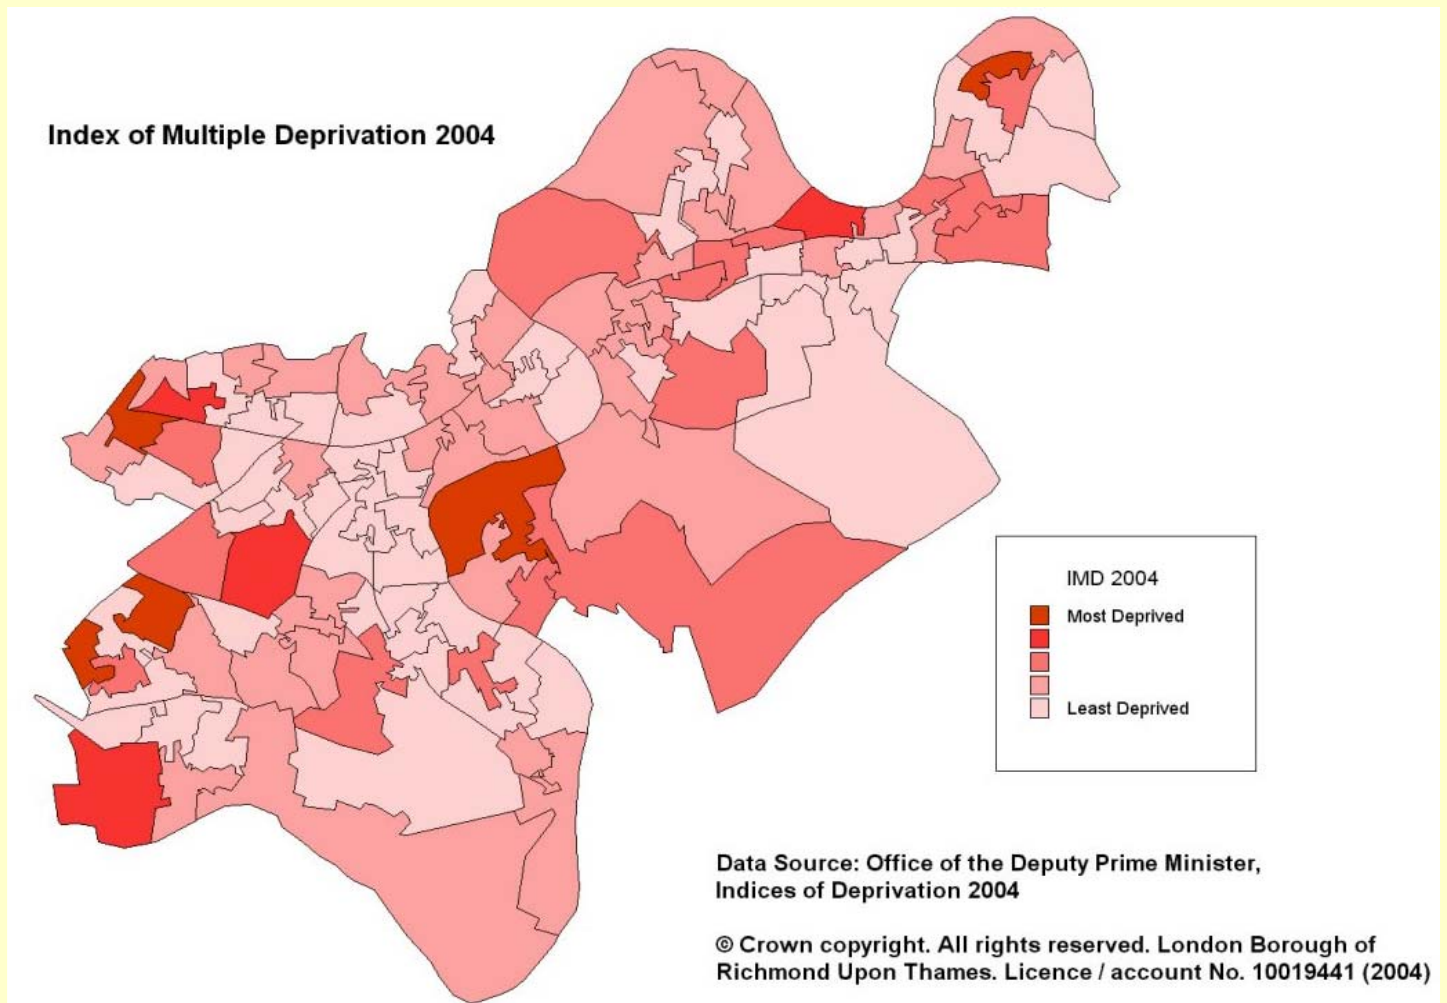 Index of Multiple Deprivation 2004
IMD 2004
Most Deprived
Least Deprived
Data Source: Office of the Deputy Prime Minister,
Indices of Deprivation 2004
© Crown copyright. All rights reserved. London Borough of
Richmond Upon Thames. Licence / account No. 10019441 (2004)